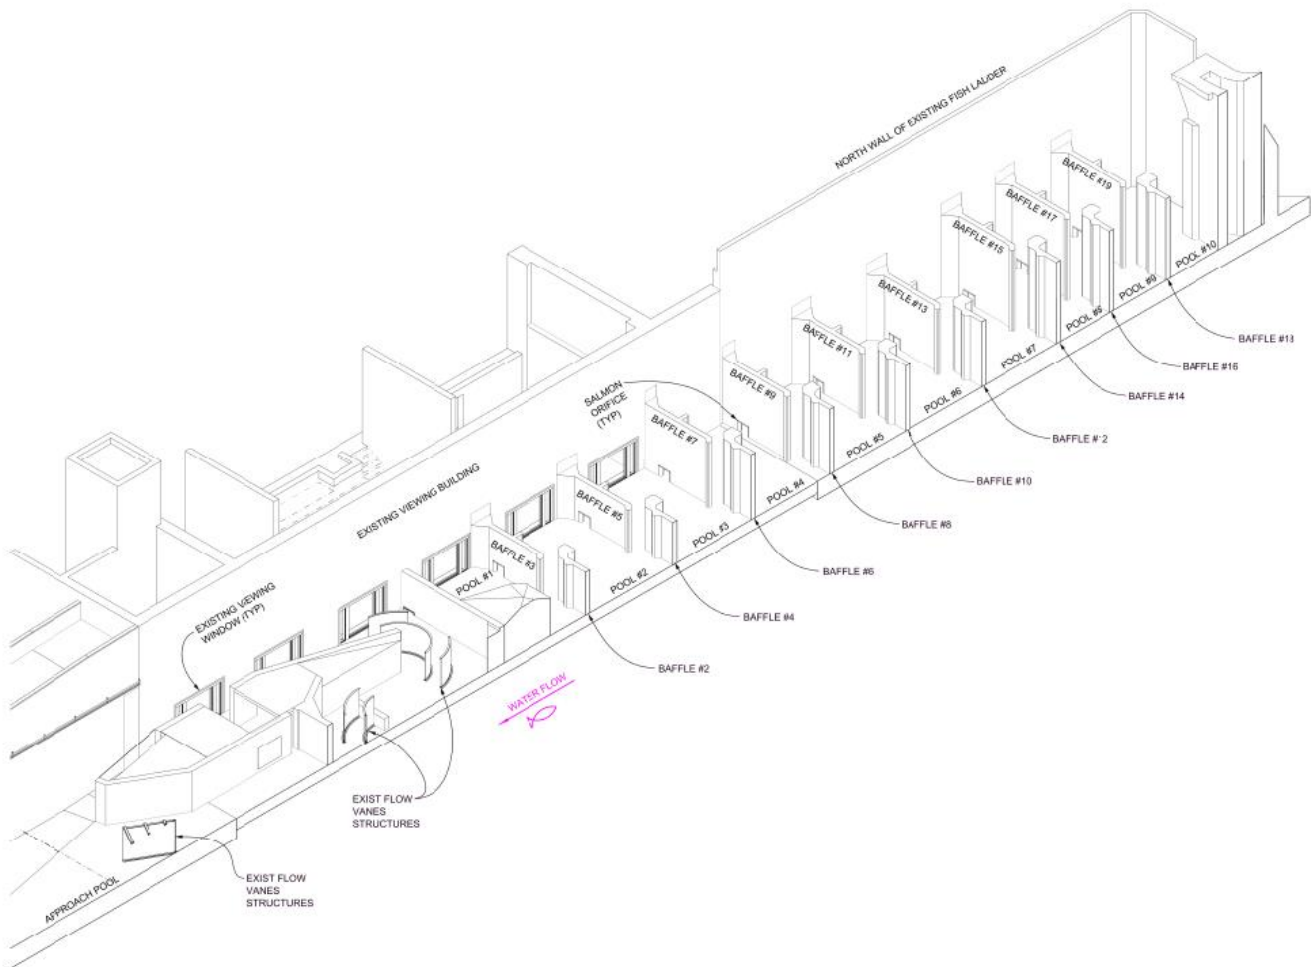 NORTH WALL OF EXISTING FISH LADDER
BAFFLE #19
BAFFLE #17
BAFFLE #15
BAFFLE #13
BAFFLE #11
BAFFLE #9
BAFFLE #7
BAFFLE #5
BAFFLE #3
POOL #10
POOL #9
POOL #8
POOL #7
POOL #6
POOL #5
POOL #4
POOL #3
POOL #2
POOL #1
BAFFLE #16
BAFFLE #14
BAFFLE #12
BAFFLE #10
BAFFLE #8
BAFFLE #6
BAFFLE #4
BAFFLE #2
SALMON
ORIFICE
(TYP)
EXISTING VIEWING BUILDING
EXISTING VIEWING
WINDOW (TYP)
WATER FLOW
EXIST FLOW
VANES
STRUCTURES
EXIST FLOW
VANES
STRUCTURES
APPROACH POOL